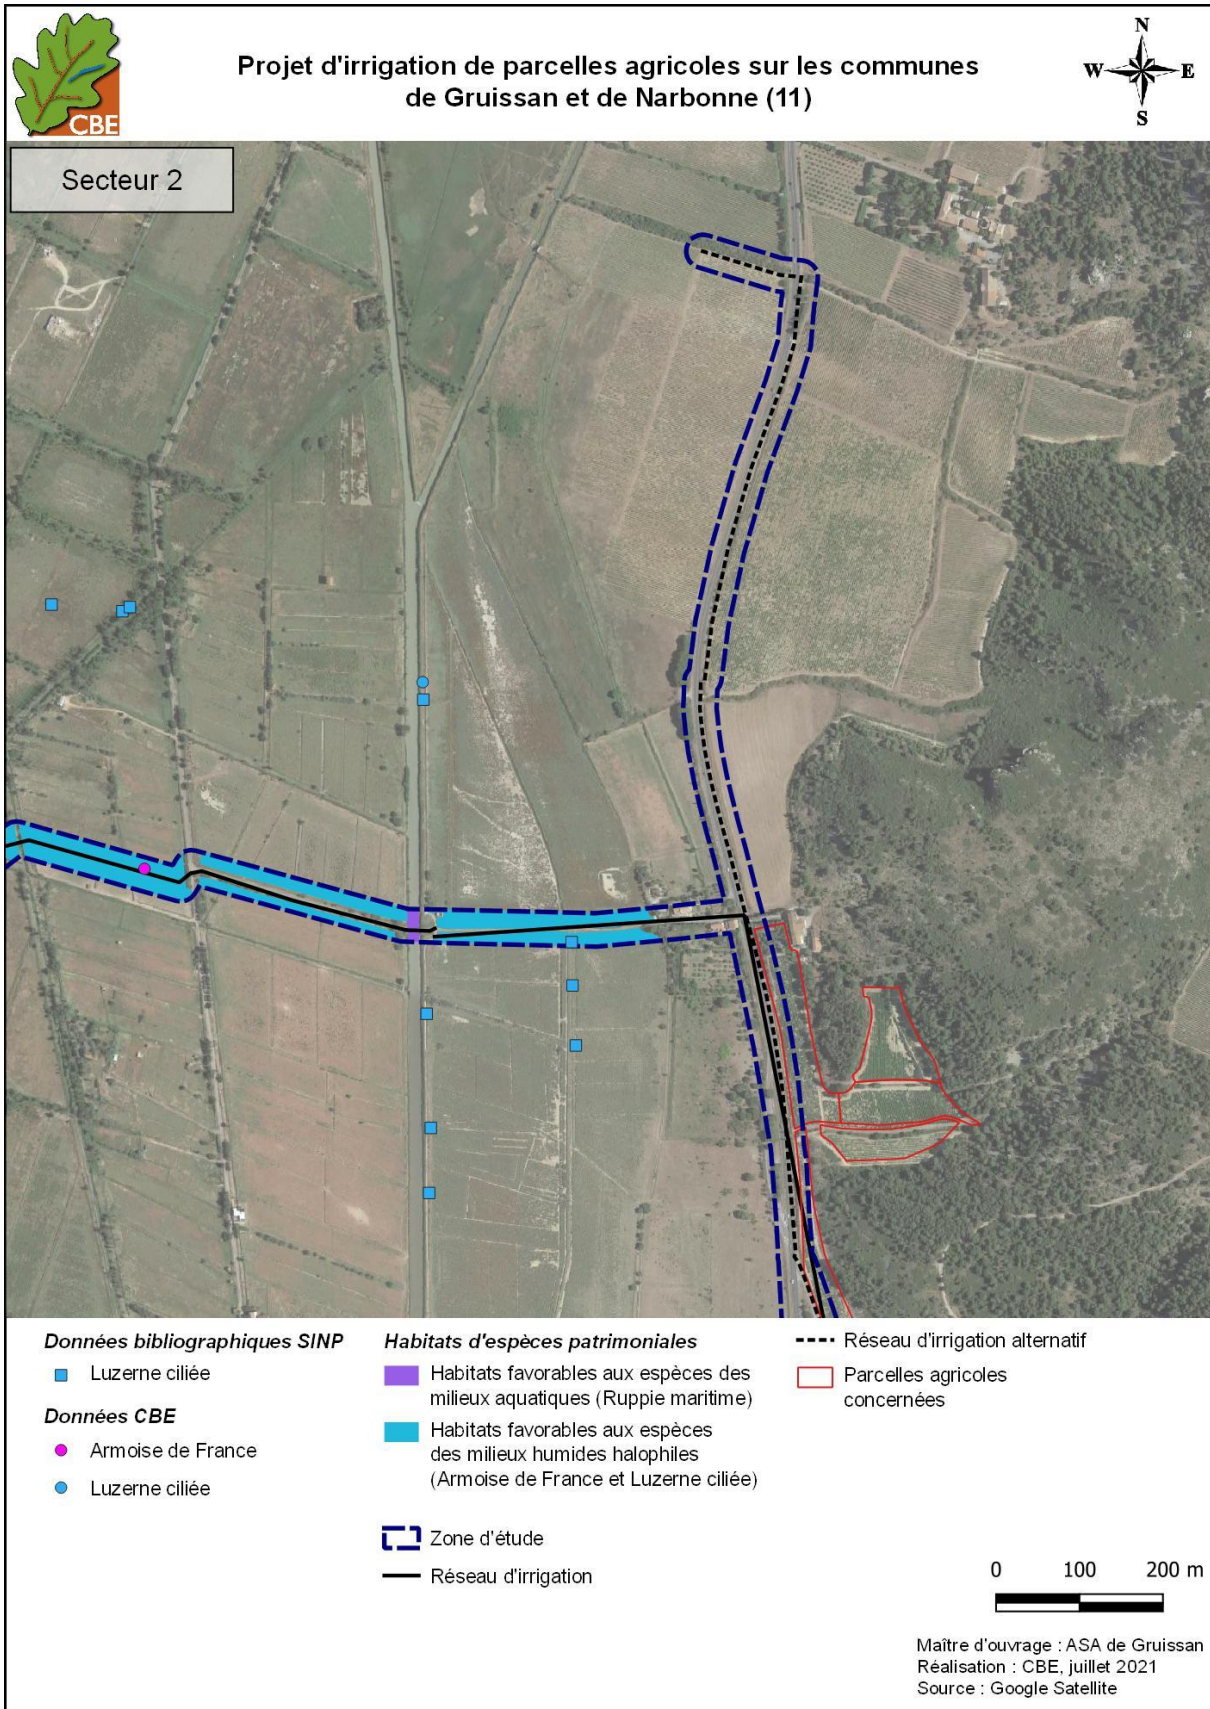 CBE
Projet d'irrigation de parcelles agricoles sur les communes
de Gruissan et de Narbonne (11)
N
W
E
S
Secteur 2
Données bibliographiques SINP
Luzerne ciliée
Données CBE
Armoise de France
Luzerne ciliée
Habitats d'espèces patrimoniales
Habitats favorables aux espèces des
milieux aquatiques (Ruppie maritime)
Habitats favorables aux espèces
des milieux humides halophiles
(Armoise de France et Luzerne ciliée)
Zone d'étude
Réseau d'irrigation
Réseau d'irrigation alternatif
Parcelles agricoles
concernées
0 100 200 m
Maître d'ouvrage : ASA de Gruissan
Réalisation : CBE, juillet 2021
Source : Google Satellite